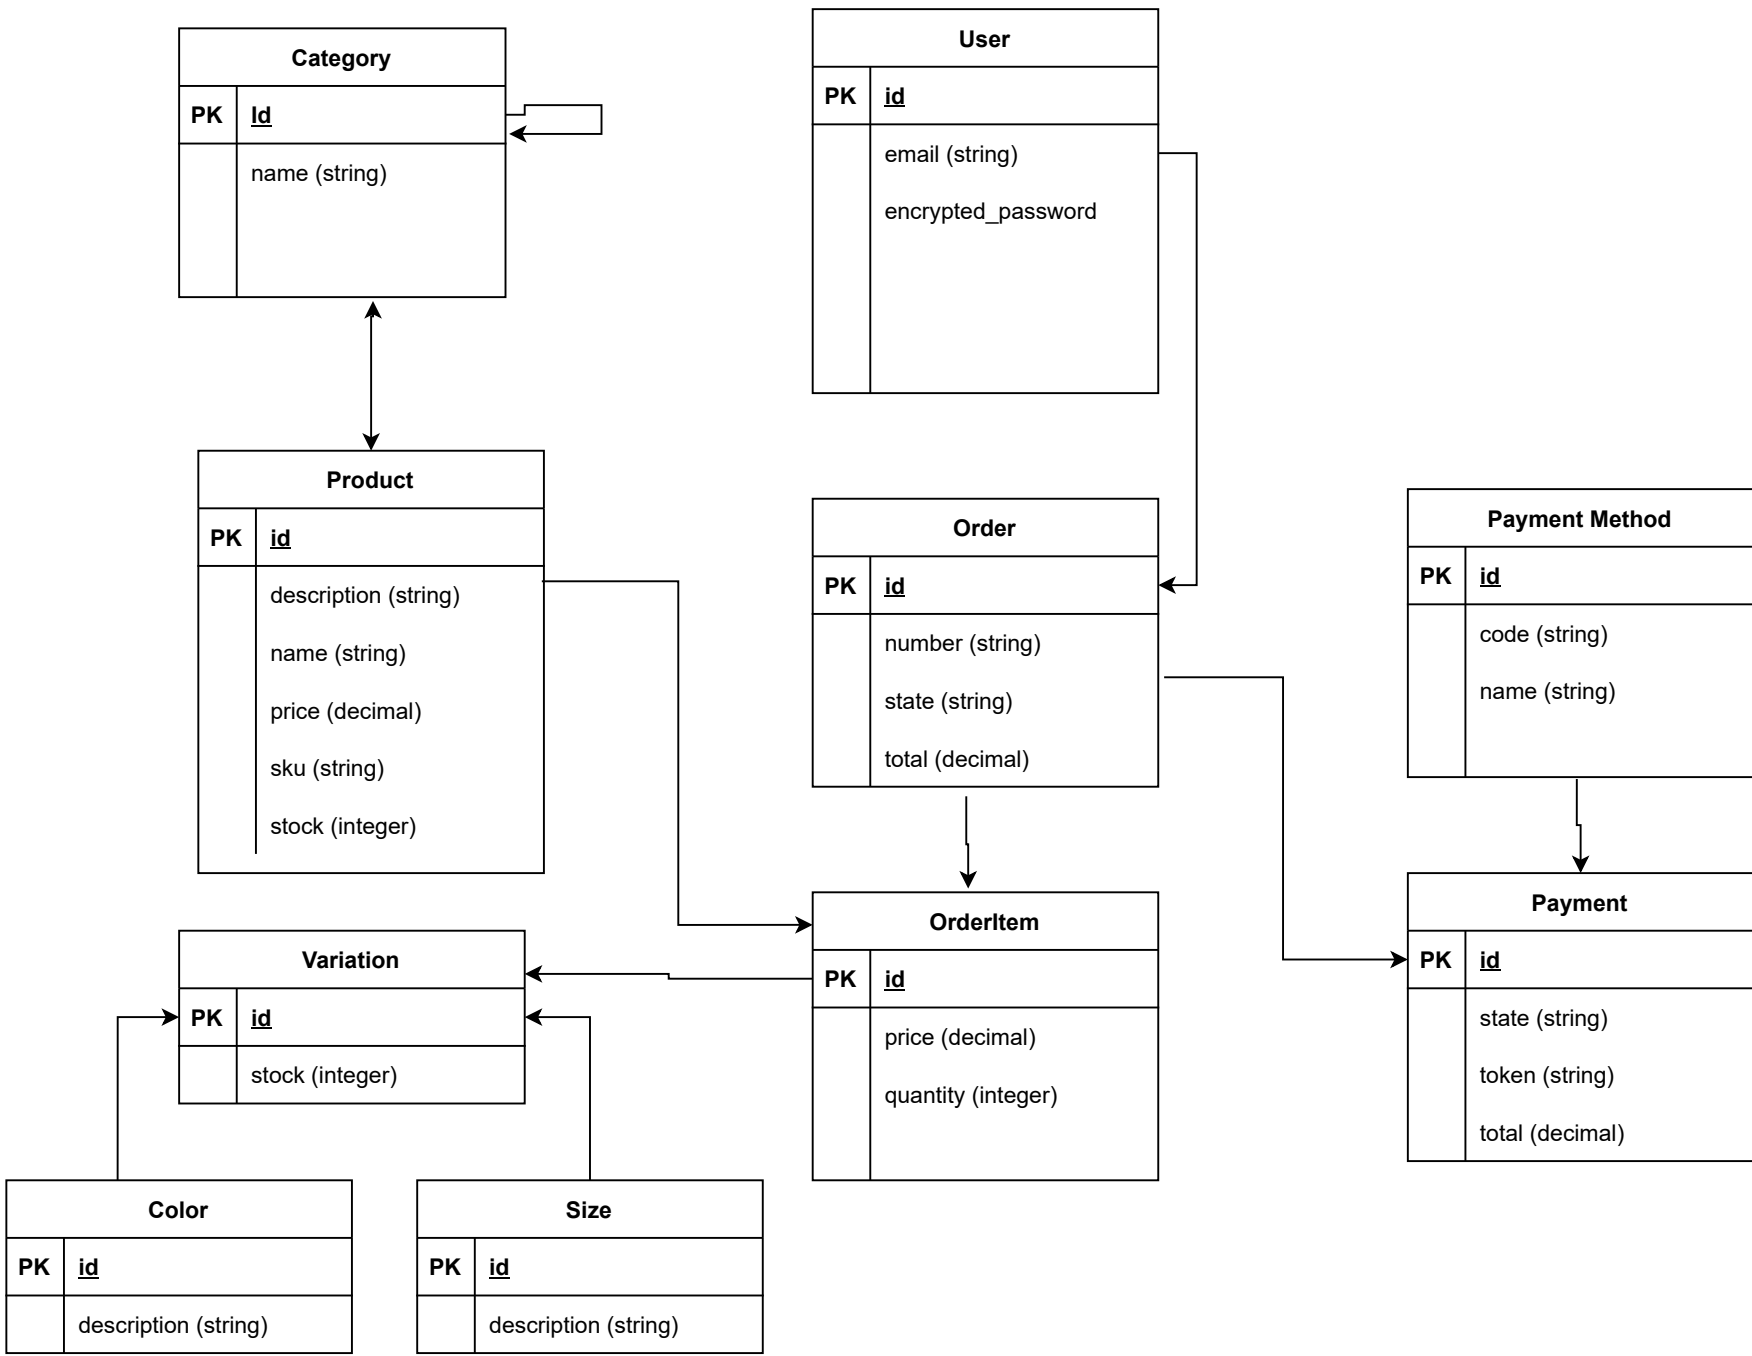 Category
PK Id
name (string)
User
PK id
email (string)
encrypted_password
Product
PK id
description (string)
name (string)
price (decimal)
sku (string)
stock (integer)
Order
PK id
number (string)
state (string)
total (decimal)
Payment Method
PK id
code (string)
name (string)
Variation
PK id
stock (integer)
OrderItem
PK id
price (decimal)
quantity (integer)
Payment
PK id
state (string)
token (string)
total (decimal)
Color
PK id
description (string)
Size
PK id
description (string)